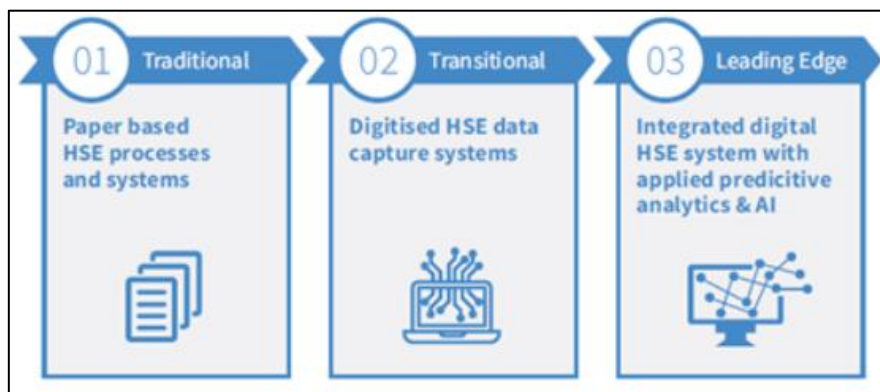 01 Traditional
Paper based
HSE processes
and systems
02 Transitional
Digitised HSE data
capture systems
03 Leading Edge
Integrated digital
HSE system with
applied predicitive
analytics & AI